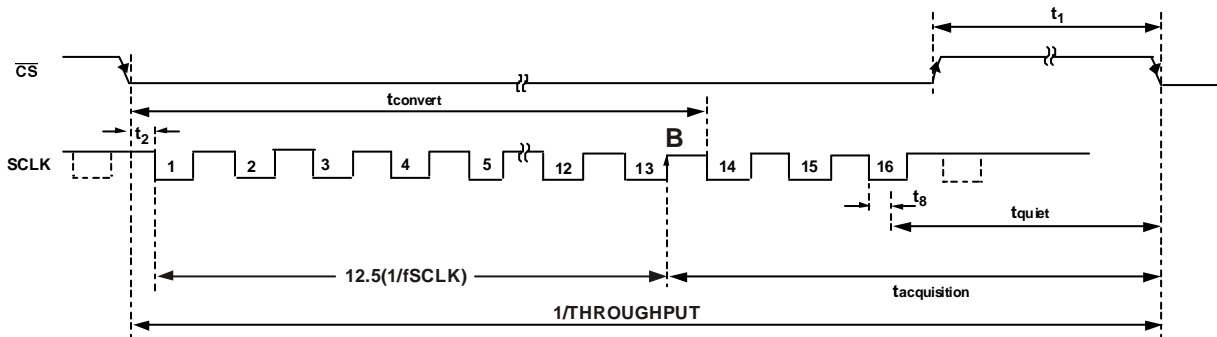 t1
CS
tconvert
t2
B
SCLK
1 2 3 4 5 12 13 14 15 16
t8
tquiet
12.5(1/fSCLK)
tacquisition
1/THROUGHPUT